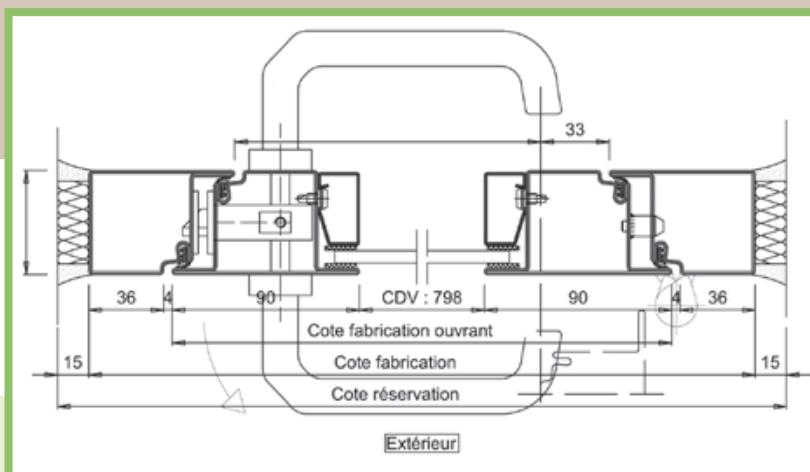 33
36 4 90 CDV : 798 90 4 36
Cote fabrication ouvrant
15 Cote fabrication 15
Cote réservation
Extérieur